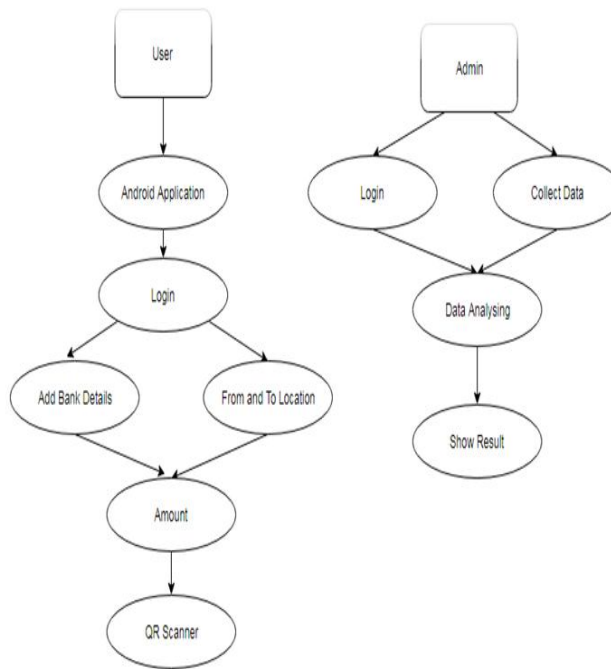 User
Android Application
Login
Add Bank Details
From and To Location
Amount
QR Scanner
Admin
Login
Collect Data
Data Analysing
Show Result